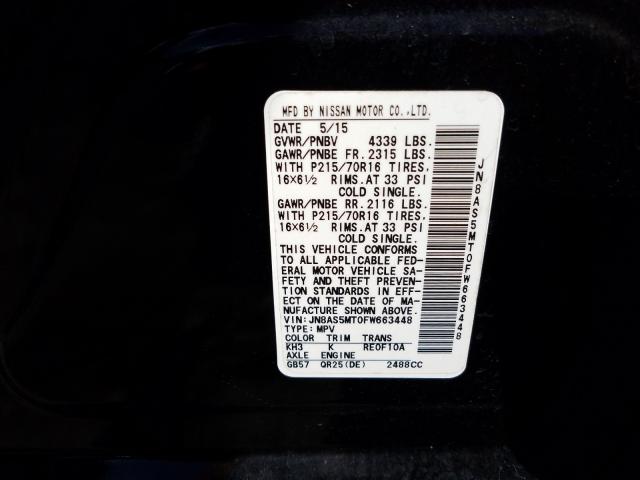 MFD BY NISSAN MOTOR CO.,LTD.
DATE 5/15
GVWR/PNBV 4339 LBS.
GAWR/PNBE FR. 2315 LBS.
WITH P215/70R16 TIRES,
16×6½ RIMS. AT 33 PSI
COLD SINGLE.
GAWR/PNBE RR. 2116 LBS.
WITH P215/70R16 TIRES,
16×6½ RIMS. AT 33 PSI
COLD SINGLE.
THIS VEHICLE CONFORMS
TO ALL APPLICABLE FED-
ERAL MOTOR VEHICLE SA-
FETY AND THEFT PREVEN-
TION STANDARDS IN EFF-
ECT ON THE DATE OF MA-
NUFACTURE SHOWN ABOVE.
VIN: JN8AS5MT0FW663448
TYPE: MPV
COLOR TRIM TRANS
KH3 K RE0F10A
AXLE ENGINE
GB57 QR25(DE) 2488CC
JN8AS5MT0FW663448